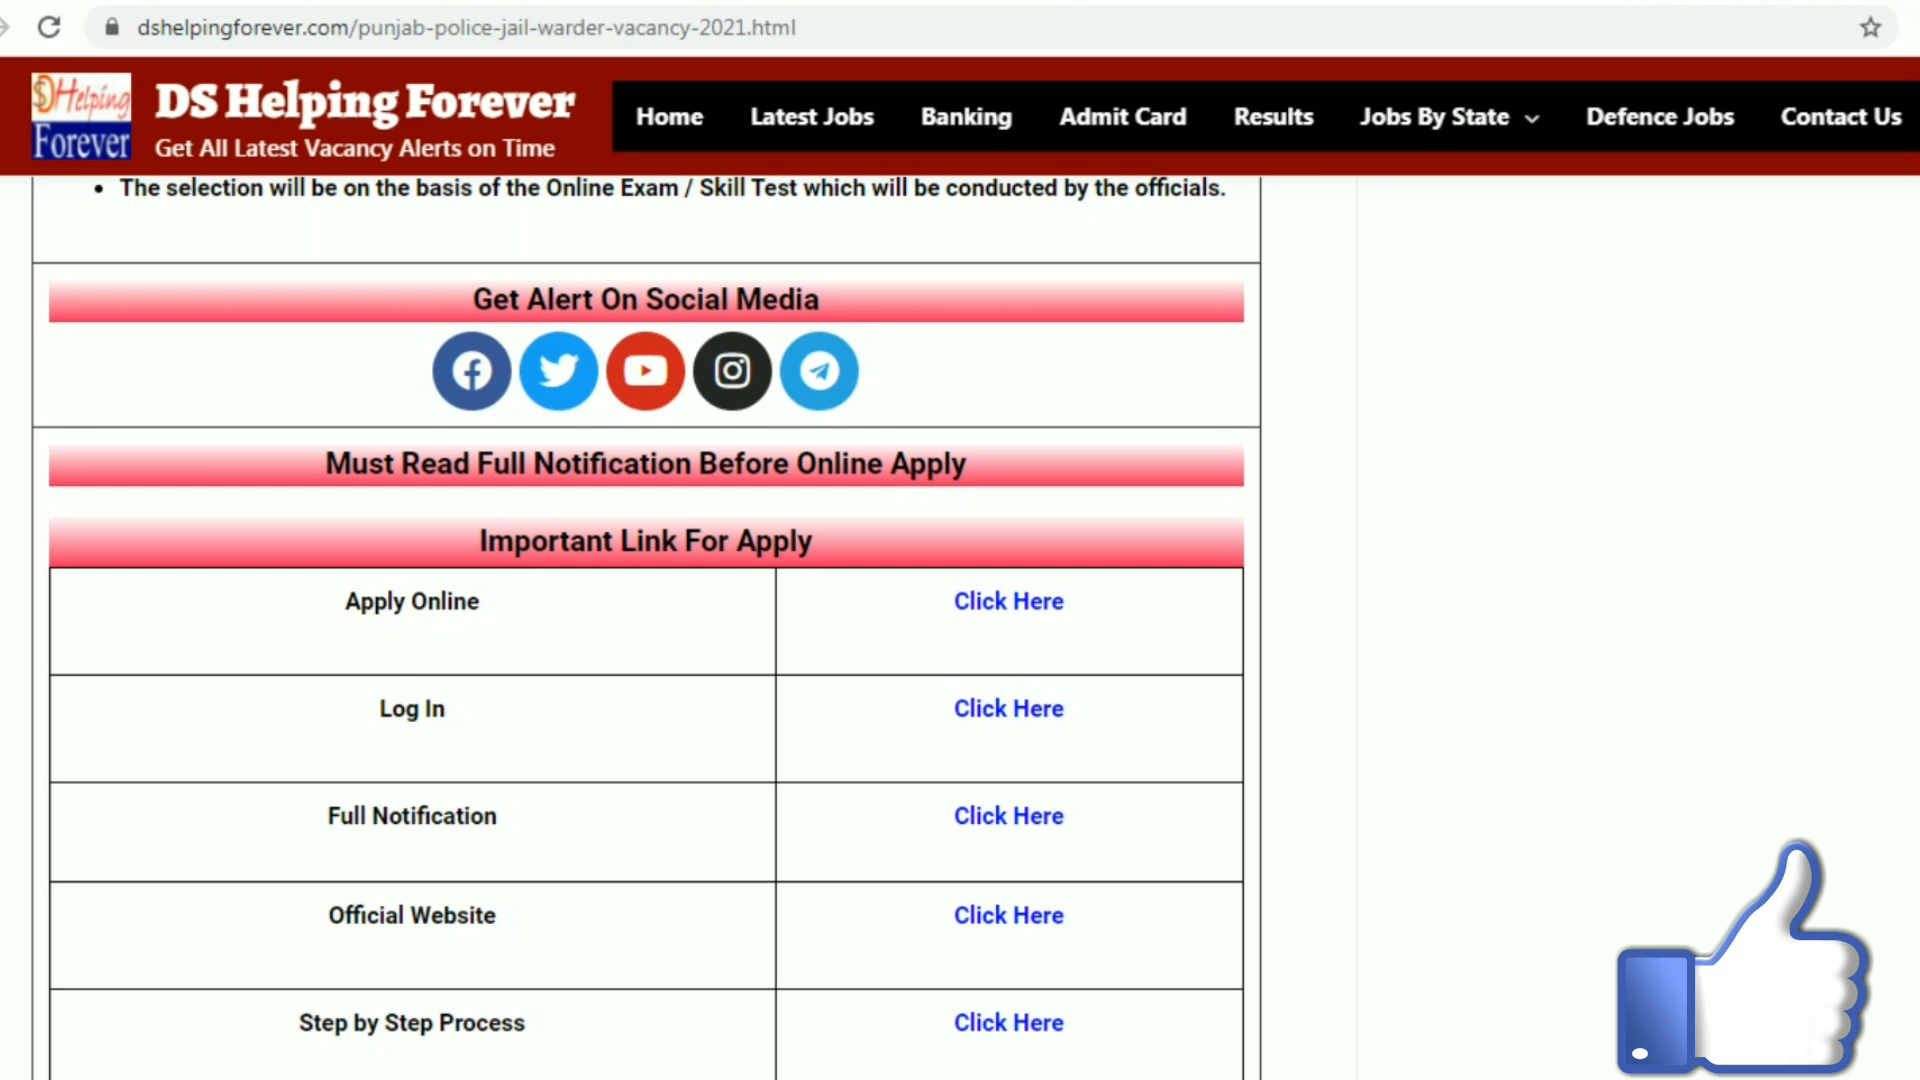 dshelpingforever.com/punjab-police-jail-warder-vacancy-2021.html
DHelping
Forever
DS Helping Forever
Get All Latest Vacancy Alerts on Time
Home Latest Jobs Banking Admit Card Results Jobs By State Defence Jobs Contact Us
• The selection will be on the basis of the Online Exam / Skill Test which will be conducted by the officials.
Get Alert On Social Media
Must Read Full Notification Before Online Apply
Important Link For Apply
Apply Online Click Here
Log In Click Here
Full Notification Click Here
Official Website Click Here
Step by Step Process Click Here